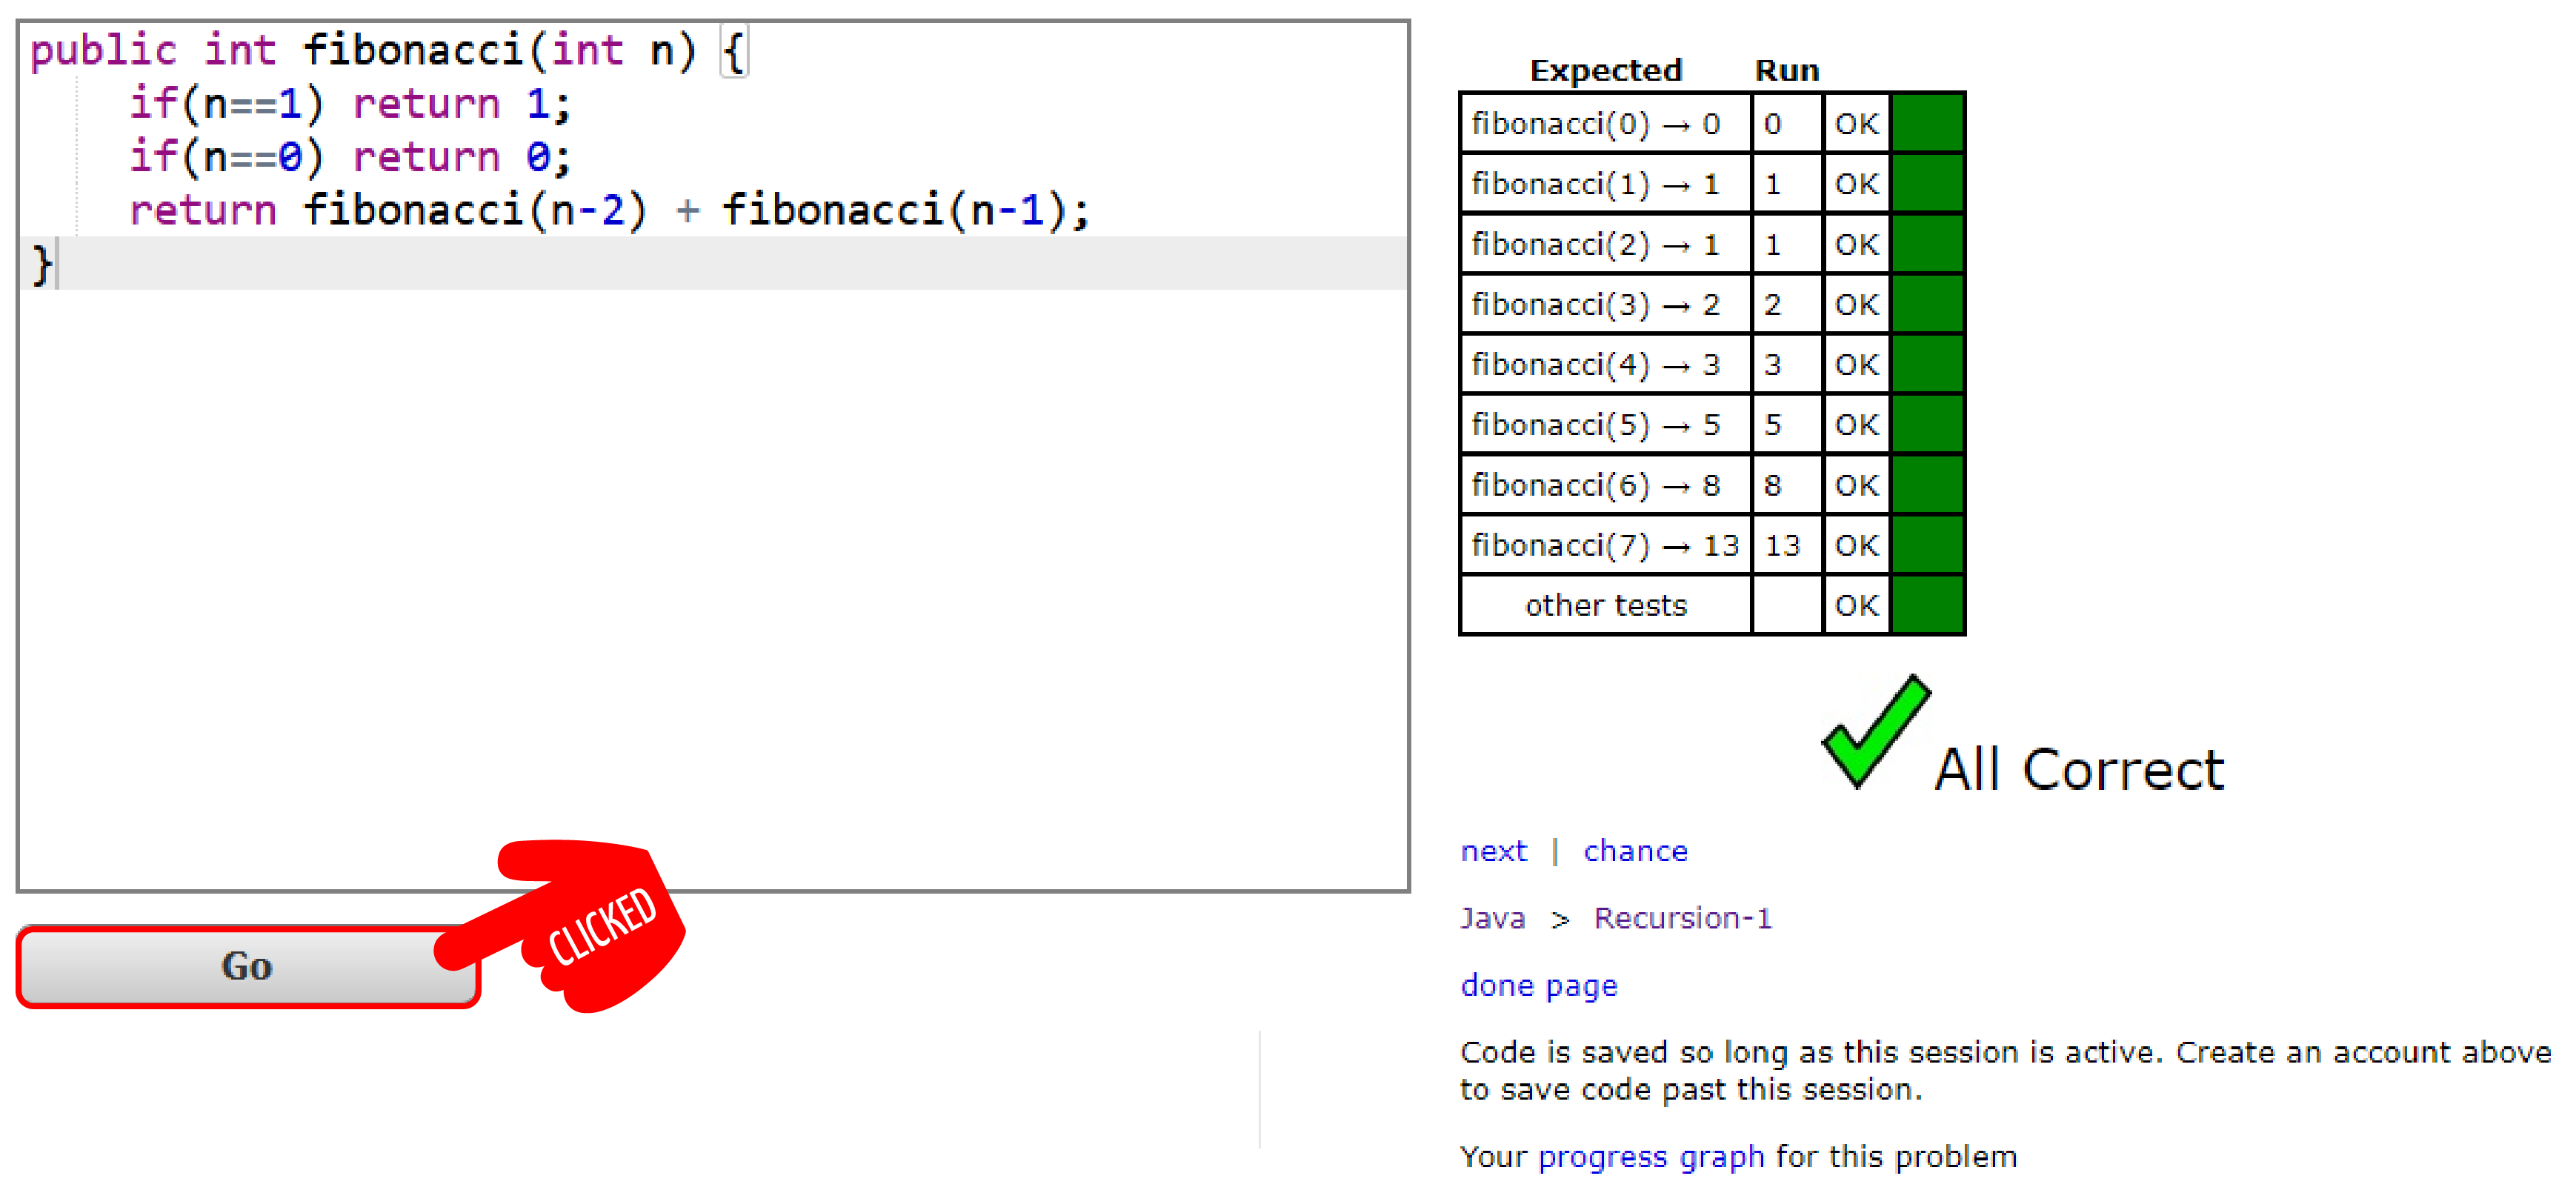 public int fibonacci(int n) {
    if(n==1) return 1;
    if(n==0) return 0;
    return fibonacci(n-2) + fibonacci(n-1);
}
Go
CLICKED
Expected Run
fibonacci(0) → 0 0 OK
fibonacci(1) → 1 1 OK
fibonacci(2) → 1 1 OK
fibonacci(3) → 2 2 OK
fibonacci(4) → 3 3 OK
fibonacci(5) → 5 5 OK
fibonacci(6) → 8 8 OK
fibonacci(7) → 13 13 OK
other tests OK
All Correct
next | chance
Java > Recursion-1
done page
Code is saved so long as this session is active. Create an account above
to save code past this session.
Your progress graph for this problem